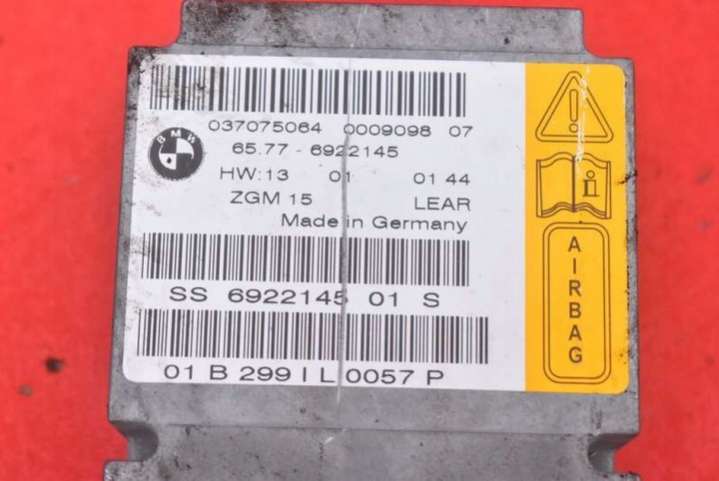 037075064 0009098 07
BMW
65.77 - 6922145
HW:13 01 01 44
ZGM 15 LEAR
Made in Germany
SS 6922145 01 S
01 B 299 I L 0057 P
i
AIRBAG